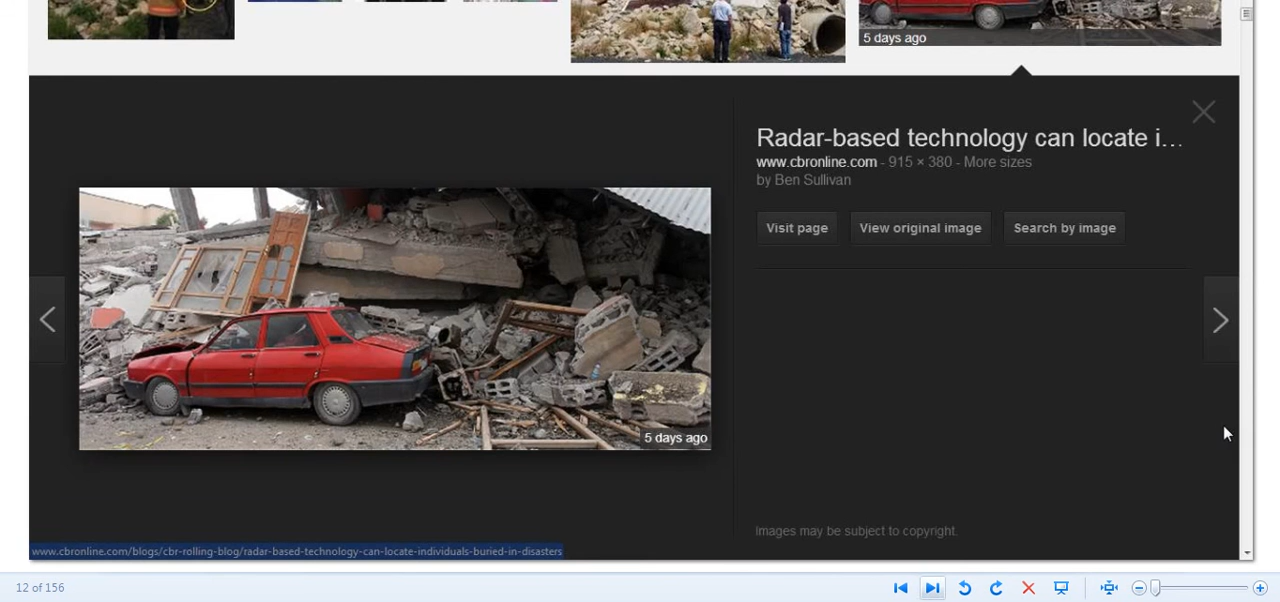 5 days ago
Radar-based technology can locate i...
www.cbronline.com - 915 × 380 - More sizes
by Ben Sullivan
Visit page
View original image
Search by image
5 days ago
Images may be subject to copyright.
www.cbronline.com/blogs/cbr-rolling-blog/radar-based-technology-can-locate-individuals-buried-in-disasters
12 of 156